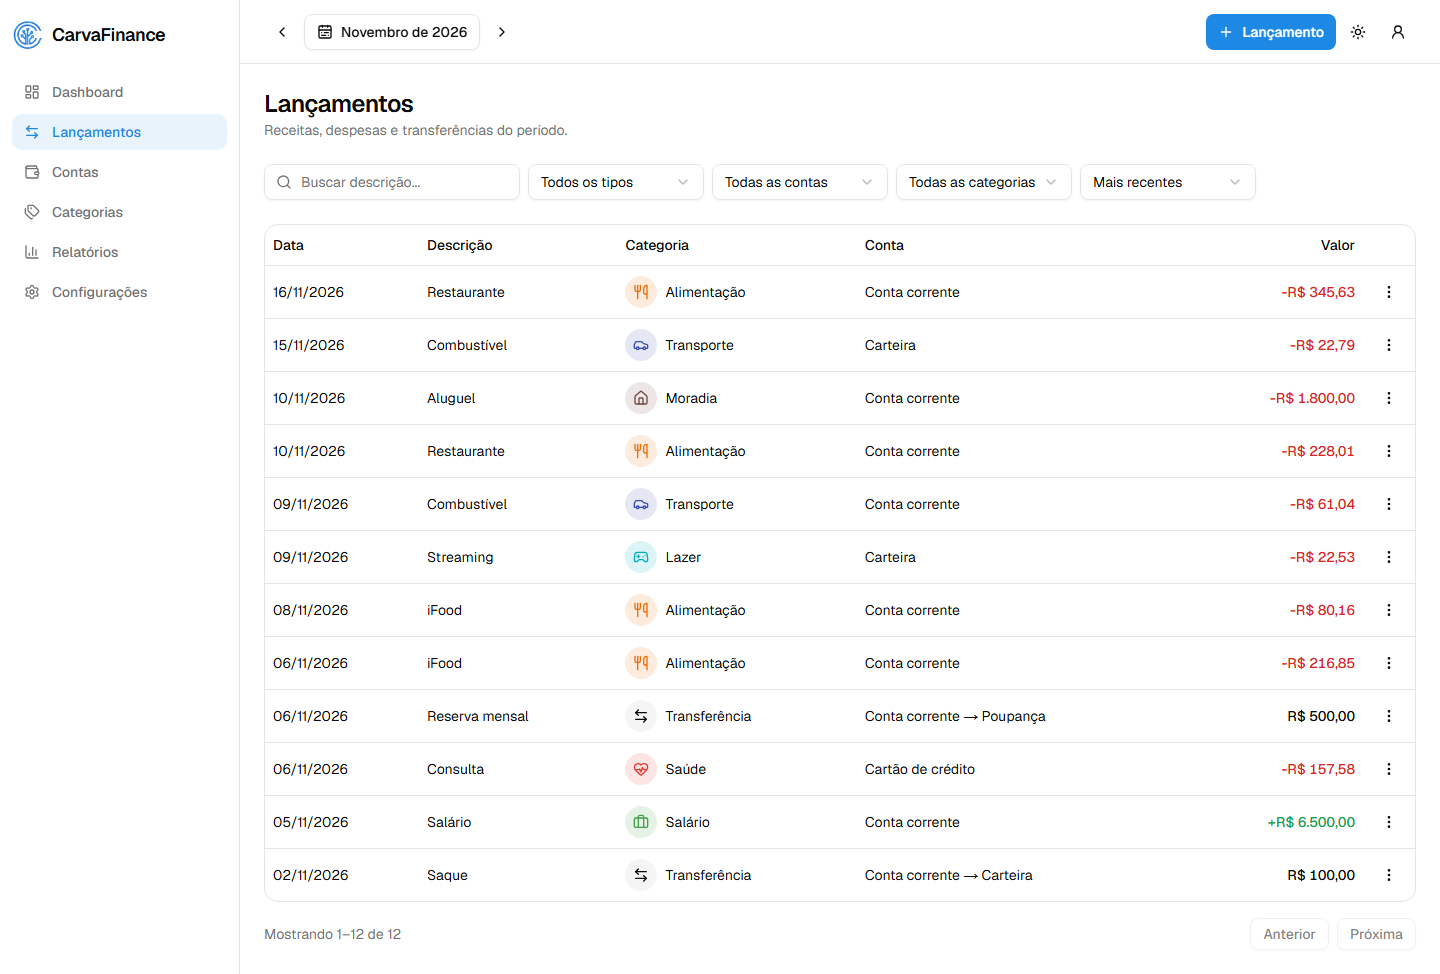 CarvaFinance
Novembro de 2026
Lançamento
Dashboard
Lançamentos
Contas
Categorias
Relatórios
Configurações
Lançamentos
Receitas, despesas e transferências do período.
Buscar descrição... Todos os tipos Todas as contas Todas as categorias Mais recentes
Data Descrição Categoria Conta Valor
16/11/2026 Restaurante Alimentação Conta corrente -R$ 345,63
15/11/2026 Combustível Transporte Carteira -R$ 22,79
10/11/2026 Aluguel Moradia Conta corrente -R$ 1.800,00
10/11/2026 Restaurante Alimentação Conta corrente -R$ 228,01
09/11/2026 Combustível Transporte Conta corrente -R$ 61,04
09/11/2026 Streaming Lazer Carteira -R$ 22,53
08/11/2026 iFood Alimentação Conta corrente -R$ 80,16
06/11/2026 iFood Alimentação Conta corrente -R$ 216,85
06/11/2026 Reserva mensal Transferência Conta corrente → Poupança R$ 500,00
06/11/2026 Consulta Saúde Cartão de crédito -R$ 157,58
05/11/2026 Salário Salário Conta corrente +R$ 6.500,00
02/11/2026 Saque Transferência Conta corrente → Carteira R$ 100,00
Mostrando 1–12 de 12
Anterior Próxima